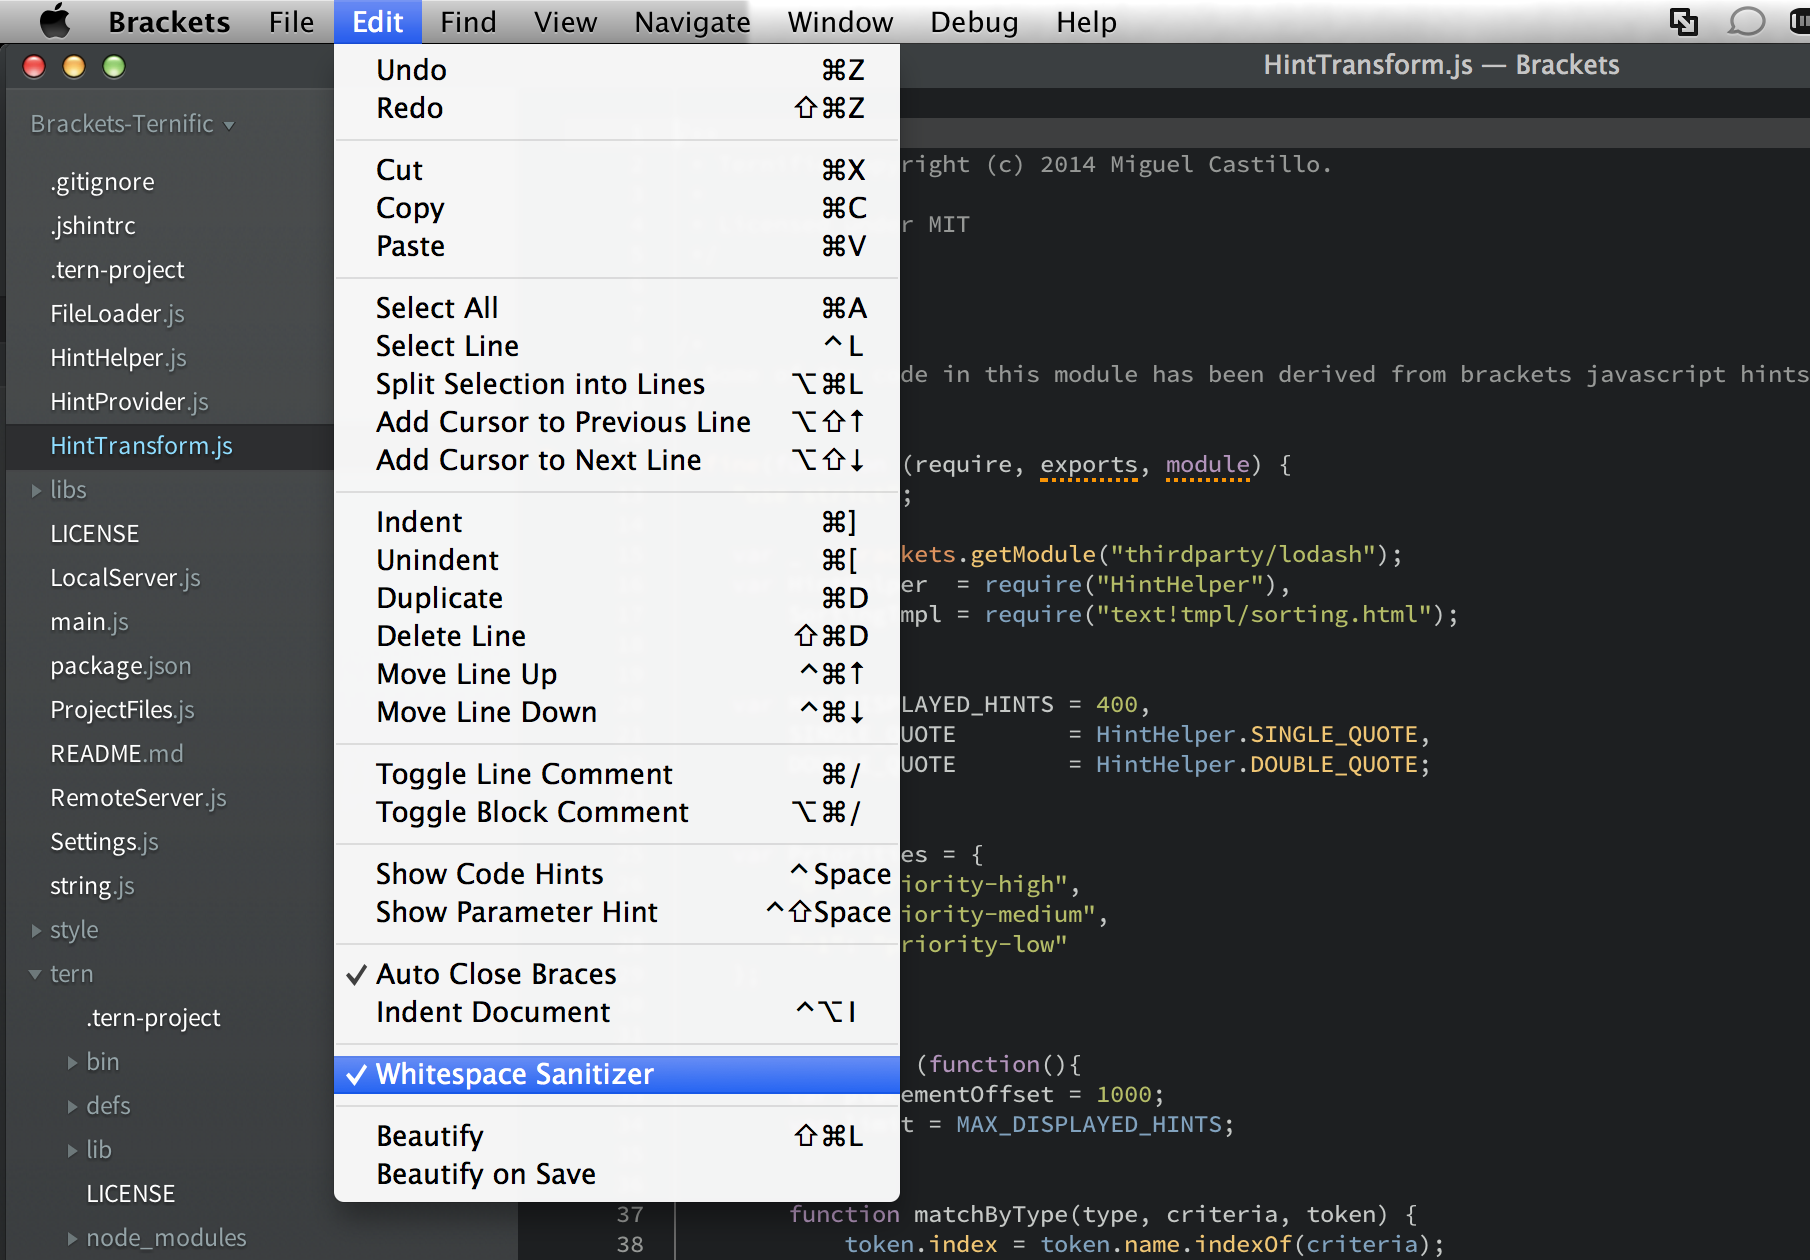 Brackets File Edit Find View Navigate Window Debug Help
HintTransform.js — Brackets
Brackets-Ternific
.gitignore
.jshintrc
.tern-project
FileLoader.js
HintHelper.js
HintProvider.js
HintTransform.js
libs
LICENSE
LocalServer.js
main.js
package.json
ProjectFiles.js
README.md
RemoteServer.js
Settings.js
string.js
style
tern
.tern-project
bin
defs
lib
LICENSE
node_modules
Undo ⌘Z
Redo ⇧⌘Z
Cut ⌘X
Copy ⌘C
Paste ⌘V
Select All ⌘A
Select Line ^L
Split Selection into Lines ⌥⌘L
Add Cursor to Previous Line ⌥⇧↑
Add Cursor to Next Line ⌥⇧↓
Indent ⌘]
Unindent ⌘[
Duplicate ⌘D
Delete Line ⇧⌘D
Move Line Up ^⌘↑
Move Line Down ^⌘↓
Toggle Line Comment ⌘/
Toggle Block Comment ⌥⌘/
Show Code Hints ^Space
Show Parameter Hint ^⇧Space
✓ Auto Close Braces
Indent Document ^⌥I
✓ Whitespace Sanitizer
Beautify ⇧⌘L
Beautify on Save
right (c) 2014 Miguel Castillo.
r MIT
de in this module has been derived from brackets javascript hints
(require, exports, module) {
;
kets.getModule("thirdparty/lodash");
er = require("HintHelper"),
mpl = require("text!tmpl/sorting.html");
LAYED_HINTS = 400,
UOTE = HintHelper.SINGLE_QUOTE,
UOTE = HintHelper.DOUBLE_QUOTE;
es = {
iority-high",
iority-medium",
riority-low"
(function(){
ementOffset = 1000;
t = MAX_DISPLAYED_HINTS;
37 function matchByType(type, criteria, token) {
38 token.index = token.name.indexOf(criteria);